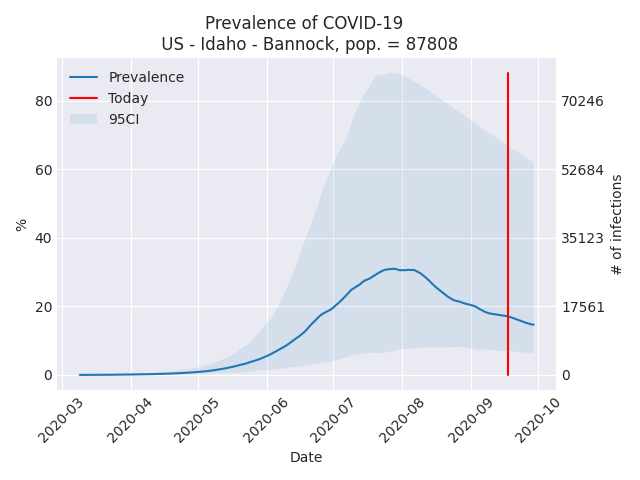 Prevalence of COVID-19
US - Idaho - Bannock, pop. = 87808
Prevalence
Today
95CI
80
60
40
20
0
%
70246
52684
35123
17561
0
# of infections
2020-03
2020-04
2020-05
2020-06
2020-07
2020-08
2020-09
2020-10
Date